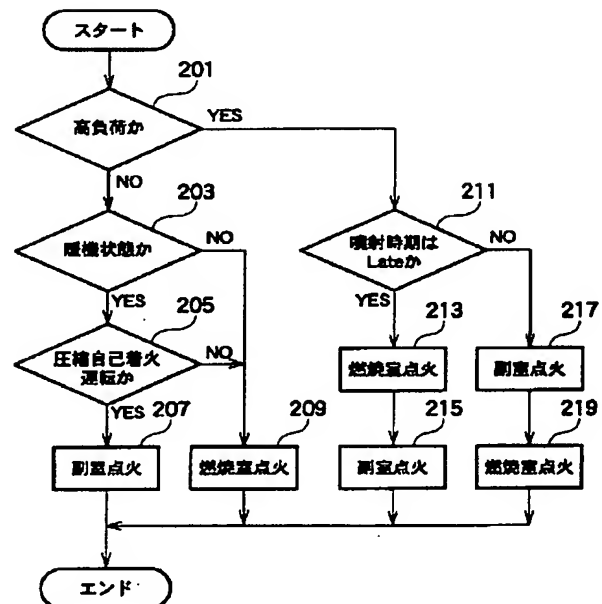 スタート
201
高負荷か
YES
NO
203
暖機状態か
NO
YES
205
圧縮自己着火
運転か
NO
YES
207
副室点火
209
燃焼室点火
211
噴射時期は
Lateか
NO
YES
213
燃焼室点火
215
副室点火
217
副室点火
219
燃焼室点火
エンド